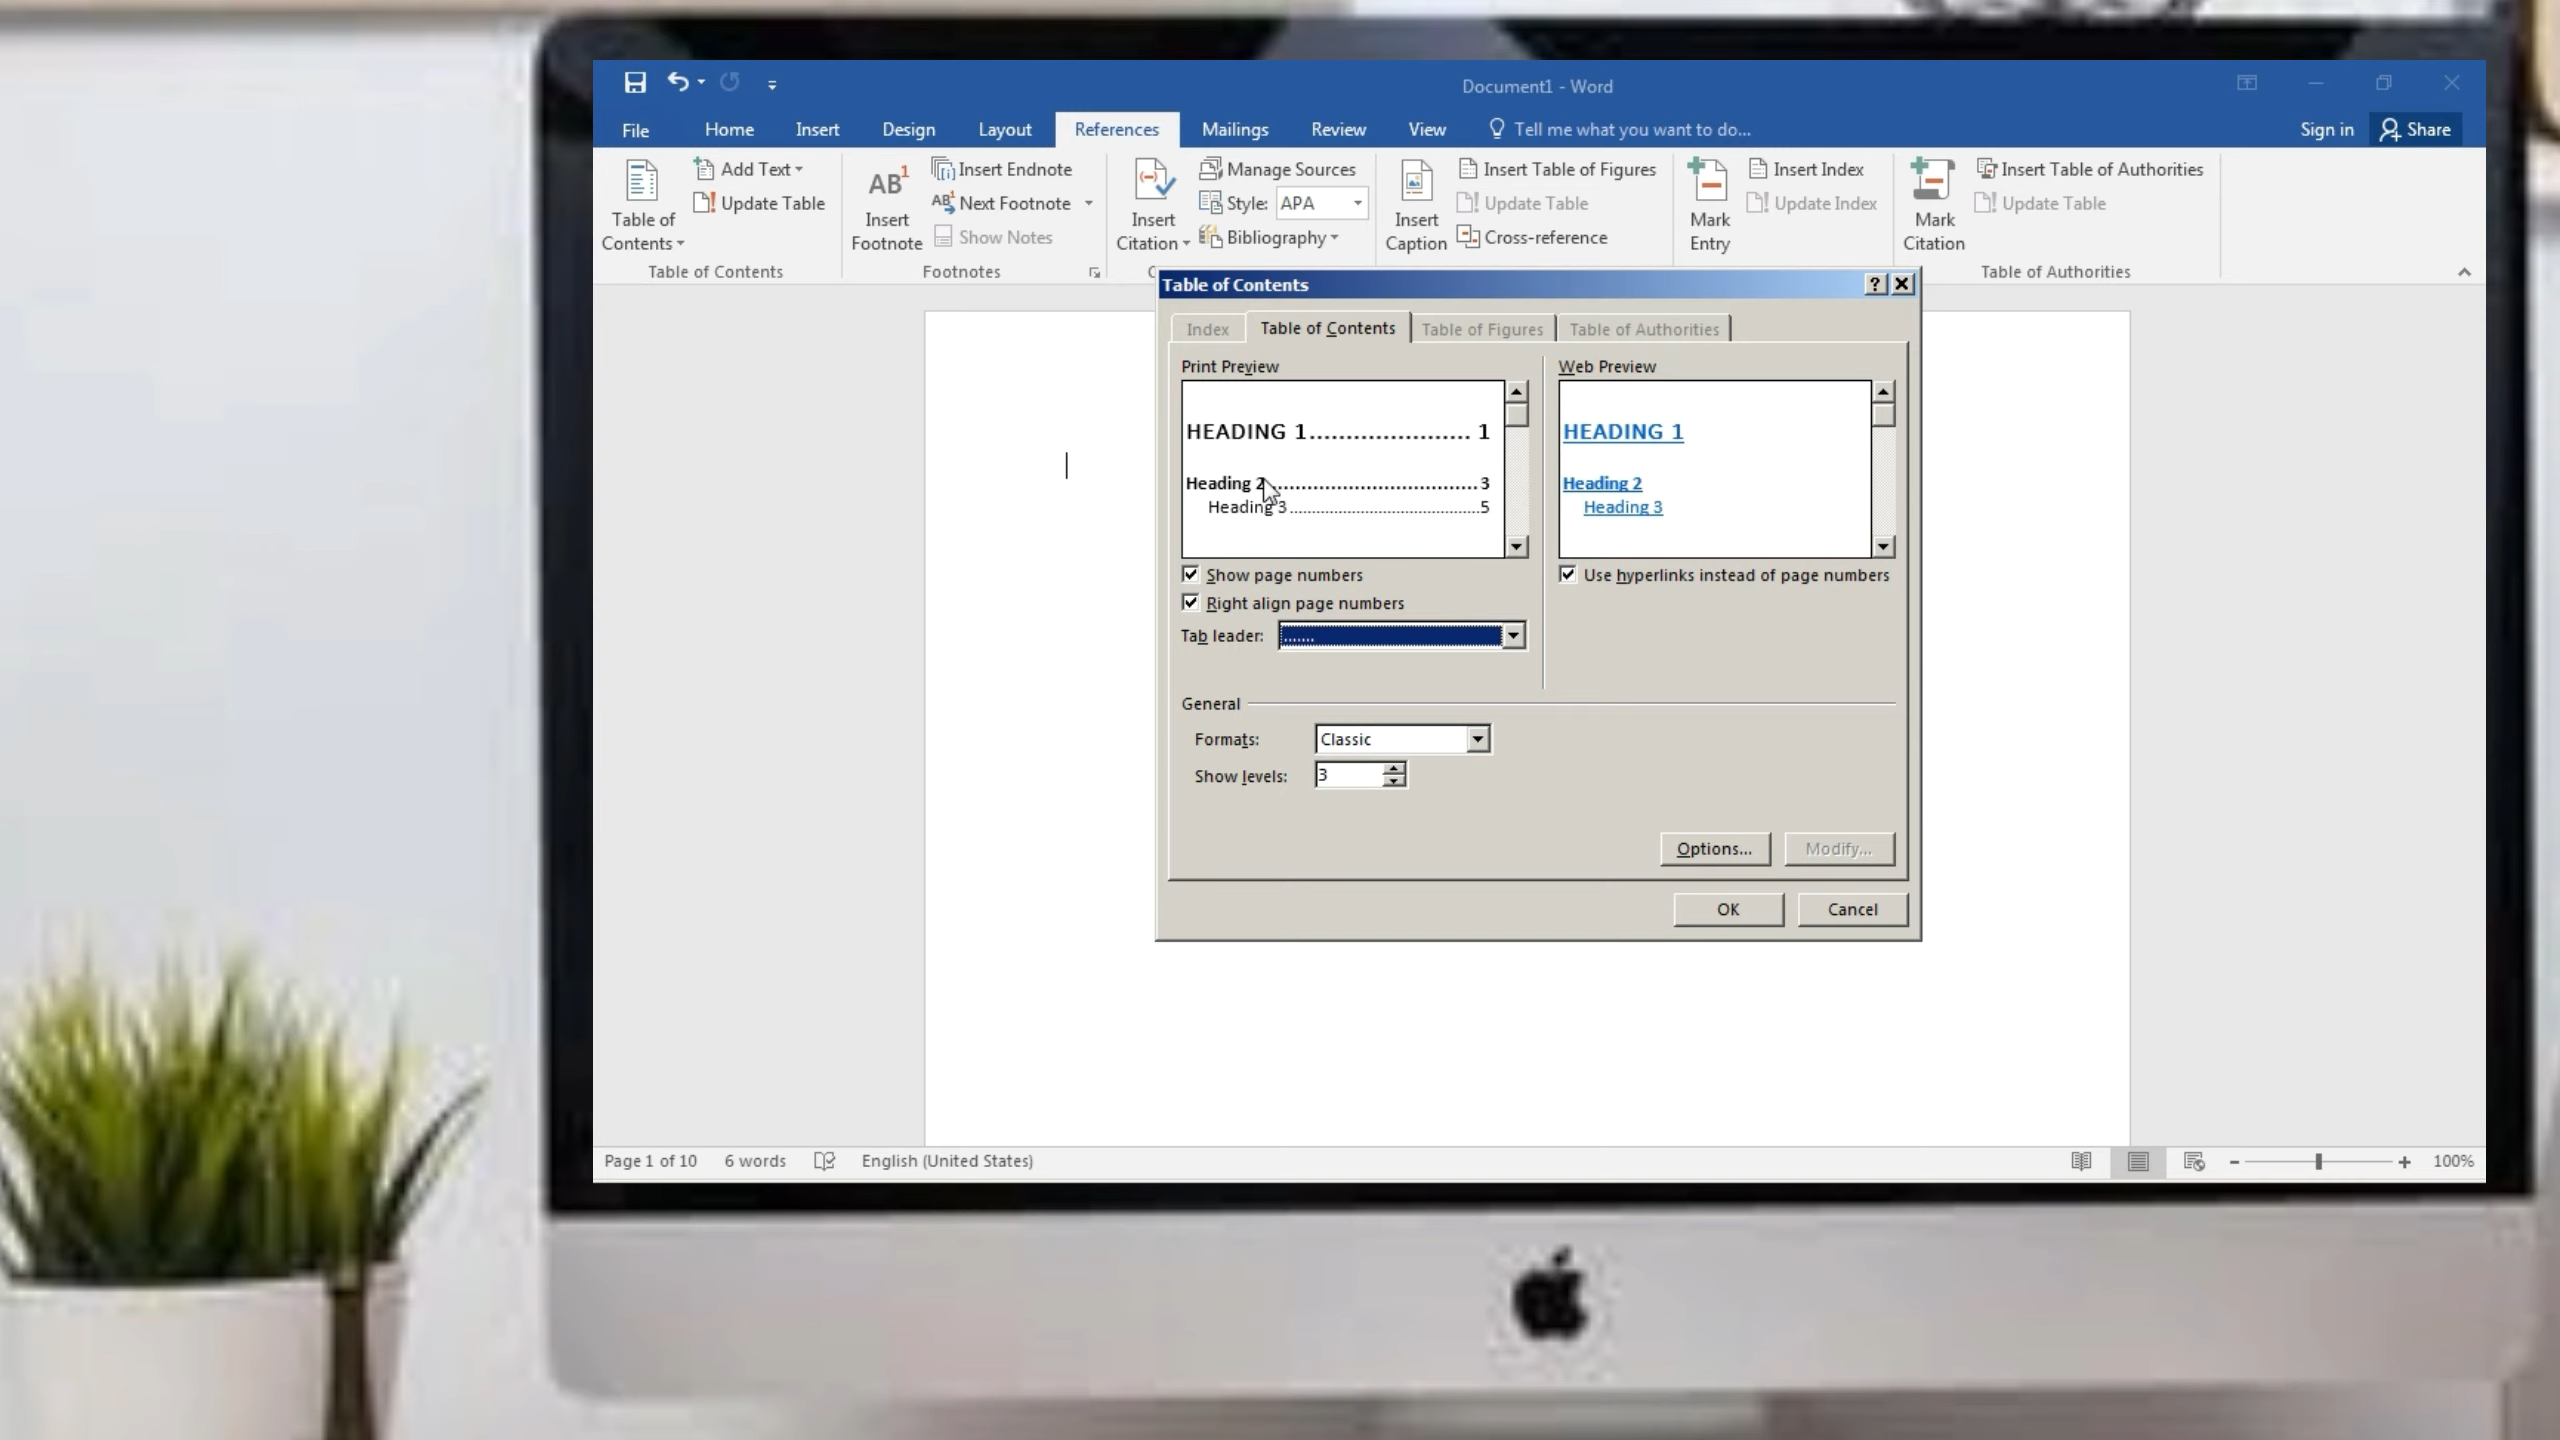 Document1 - Word
File Home Insert Design Layout References Mailings Review View Tell me what you want to do... Sign in Share
Table of Contents
Add Text
Update Table
Table of Contents
AB1 Insert Footnote
Insert Endnote
AB1 Next Footnote
Show Notes
Footnotes
Insert Citation
Manage Sources
Style: APA
Bibliography
C
Insert Caption
Insert Table of Figures
Update Table
Cross-reference
Mark Entry
Insert Index
Update Index
Mark Citation
Insert Table of Authorities
Update Table
Table of Authorities
Table of Contents
Index Table of Contents Table of Figures Table of Authorities
Print Preview
HEADING 1...................... 1
Heading 2.......................................3
Heading 3..............................................5
Show page numbers
Right align page numbers
Tab leader: .......
Web Preview
HEADING 1
Heading 2
Heading 3
Use hyperlinks instead of page numbers
General
Formats: Classic
Show levels: 3
Options... Modify...
OK Cancel
Page 1 of 10 6 words English (United States) 100%